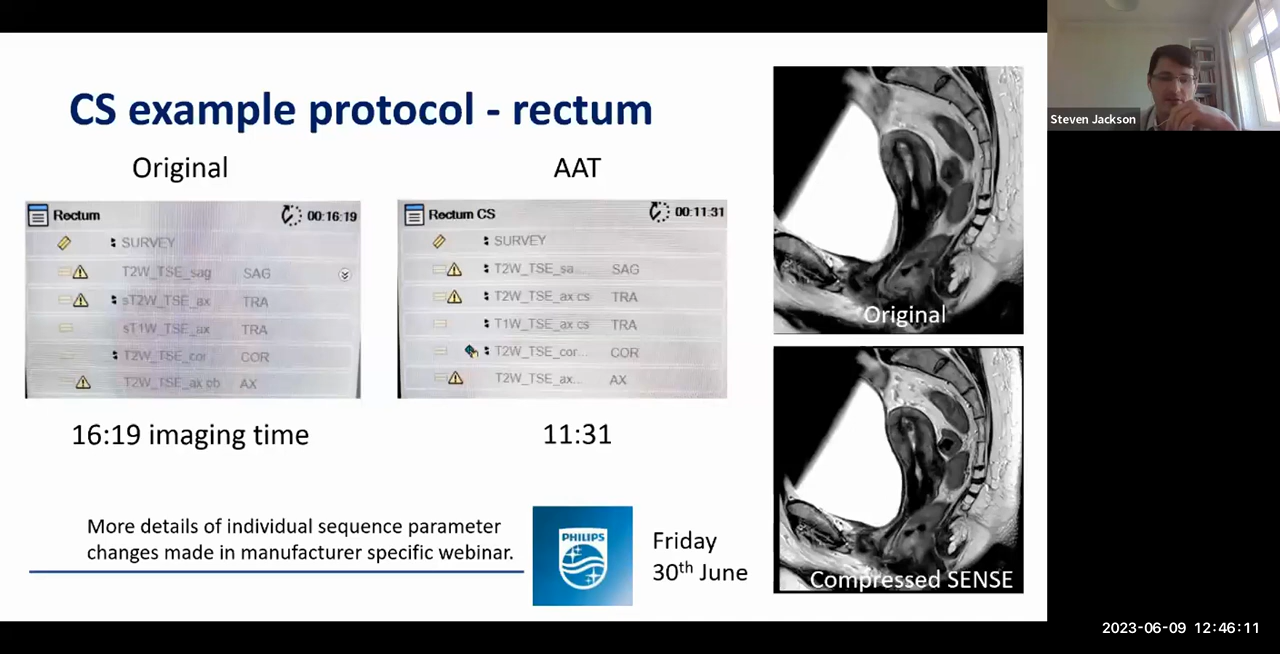 CS example protocol - rectum
Original
AAT
Rectum
00:16:19
SURVEY
T2W_TSE_sag SAG
sT2W_TSE_ax TRA
sT1W_TSE_ax TRA
T2W_TSE_cor COR
T2W_TSE_ax ob AX
Rectum CS
00:11:31
SURVEY
T2W_TSE_sa... SAG
T2W_TSE_ax cs TRA
T1W_TSE_ax cs TRA
T2W_TSE_cor... COR
T2W_TSE_ax... AX
16:19 imaging time
11:31
More details of individual sequence parameter
changes made in manufacturer specific webinar.
PHILIPS
Friday
30th June
Original
Compressed SENSE
Steven Jackson
2023-06-09 12:46:11